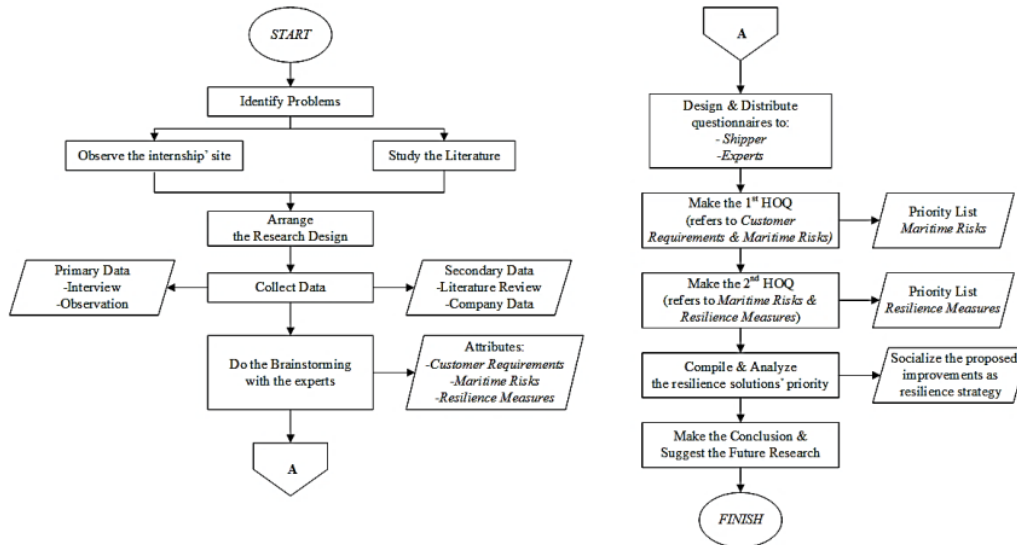 START
Identify Problems
Observe the internship' site
Study the Literature
Arrange
the Research Design
Primary Data
-Interview
-Observation
Collect Data
Secondary Data
-Literature Review
-Company Data
Do the Brainstorming
with the experts
Attributes:
-Customer Requirements
-Maritime Risks
-Resilience Measures
A
A
Design & Distribute
questionnaires to:
- Shipper
-Experts
Make the 1st HOQ
(refers to Customer
Requirements & Maritime Risks)
Priority List
Maritime Risks
Make the 2nd HOQ
(refers to Maritime Risks &
Resilience Measures)
Priority List
Resilience Measures
Compile & Analyze
the resilience solutions' priority
Socialize the proposed
improvements as
resilience strategy
Make the Conclusion &
Suggest the Future Research
FINISH